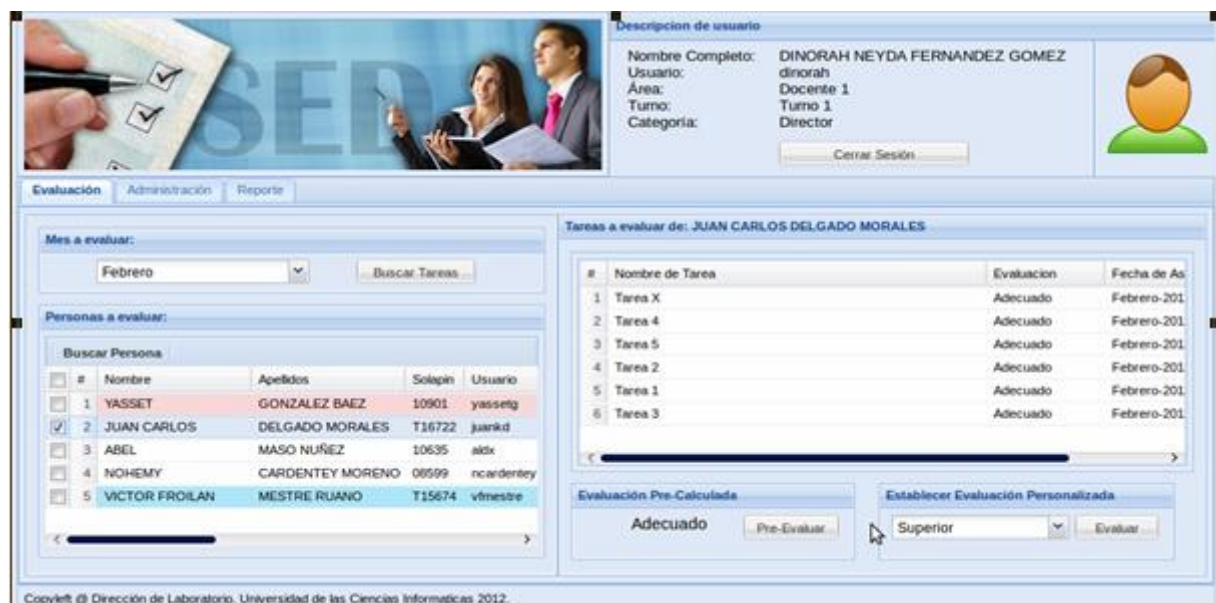 SED
Descripcion de usuario
Nombre Completo: DINORAH NEYDA FERNANDEZ GOMEZ
Usuario: dinorah
Área: Docente 1
Turno: Turno 1
Categoría: Director
Cerrar Sesión
Evaluación Administración Reporte
Mes a evaluar:
Febrero Buscar Tareas
Personas a evaluar:
Buscar Persona
# Nombre Apellidos Solapin Usuario
1 YASSET GONZALEZ BAEZ 10901 yassetg
2 JUAN CARLOS DELGADO MORALES T16722 juankd
3 ABEL MASO NUÑEZ 10635 aldx
4 NOHEMY CARDENTEY MORENO 08599 ncardentey
5 VICTOR FROILAN MESTRE RUANO T15674 vfmestre
Tareas a evaluar de: JUAN CARLOS DELGADO MORALES
# Nombre de Tarea Evaluacion Fecha de As
1 Tarea X Adecuado Febrero-201
2 Tarea 4 Adecuado Febrero-201
3 Tarea 5 Adecuado Febrero-201
4 Tarea 2 Adecuado Febrero-201
5 Tarea 1 Adecuado Febrero-201
6 Tarea 3 Adecuado Febrero-201
Evaluación Pre-Calculada
Adecuado Pre-Evaluar
Establecer Evaluación Personalizada
Superior Evaluar
Copyleft @ Dirección de Laboratorio. Universidad de las Ciencias Informaticas 2012.